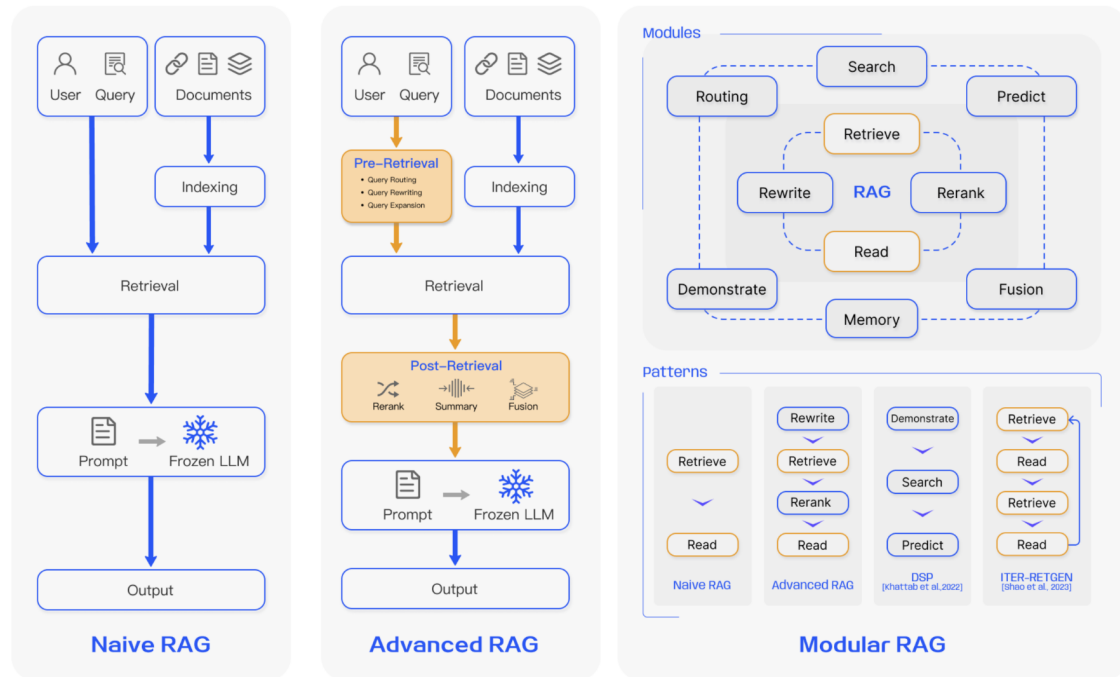 User Query
Documents
Indexing
Retrieval
Prompt
Frozen LLM
Output
Naive RAG
User Query
Documents
Pre-Retrieval
• Query Routing
• Query Rewriting
• Query Expansion
Indexing
Retrieval
Post-Retrieval
Rerank
Summary
Fusion
Prompt
Frozen LLM
Output
Advanced RAG
Modules
Search
Routing
Predict
Retrieve
Rewrite
RAG
Rerank
Read
Demonstrate
Fusion
Memory
Patterns
Retrieve
Read
Naive RAG
Rewrite
Retrieve
Rerank
Read
Advanced RAG
Demonstrate
Search
Predict
DSP
[Khattab et al,2022]
Retrieve
Read
Retrieve
Read
ITER-RETGEN
[Shao et al, 2023]
Modular RAG